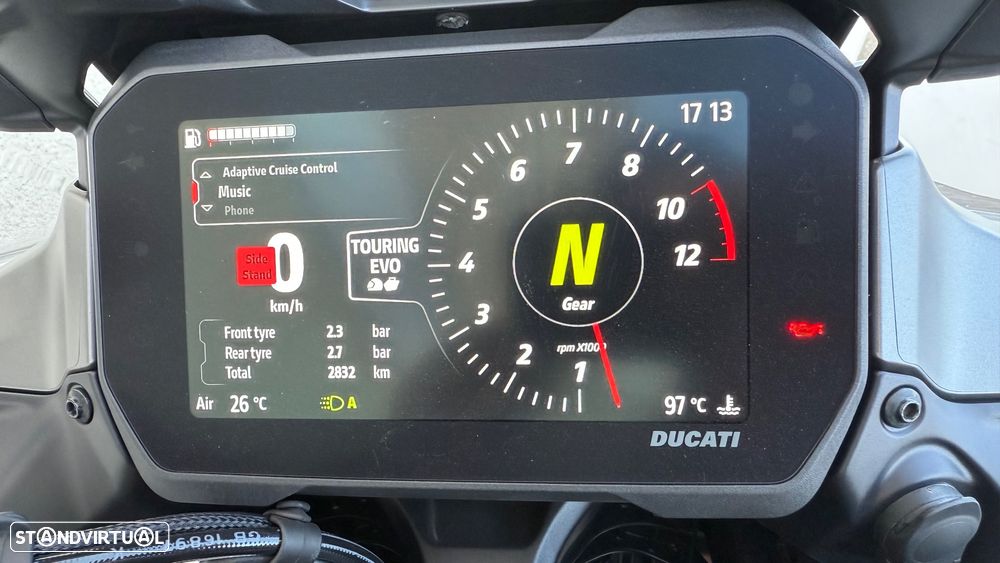 17 13
Adaptive Cruise Control
Music
Phone
Side
Stand
0
km/h
TOURING
EVO
1
2
3
4
5
6
7
8
10
12
N
Gear
rpm X1000
Front tyre 2.3 bar
Rear tyre 2.7 bar
Total 2832 km
Air 26 °C
A
97 °C
DUCATI
STANDVIRTUAL